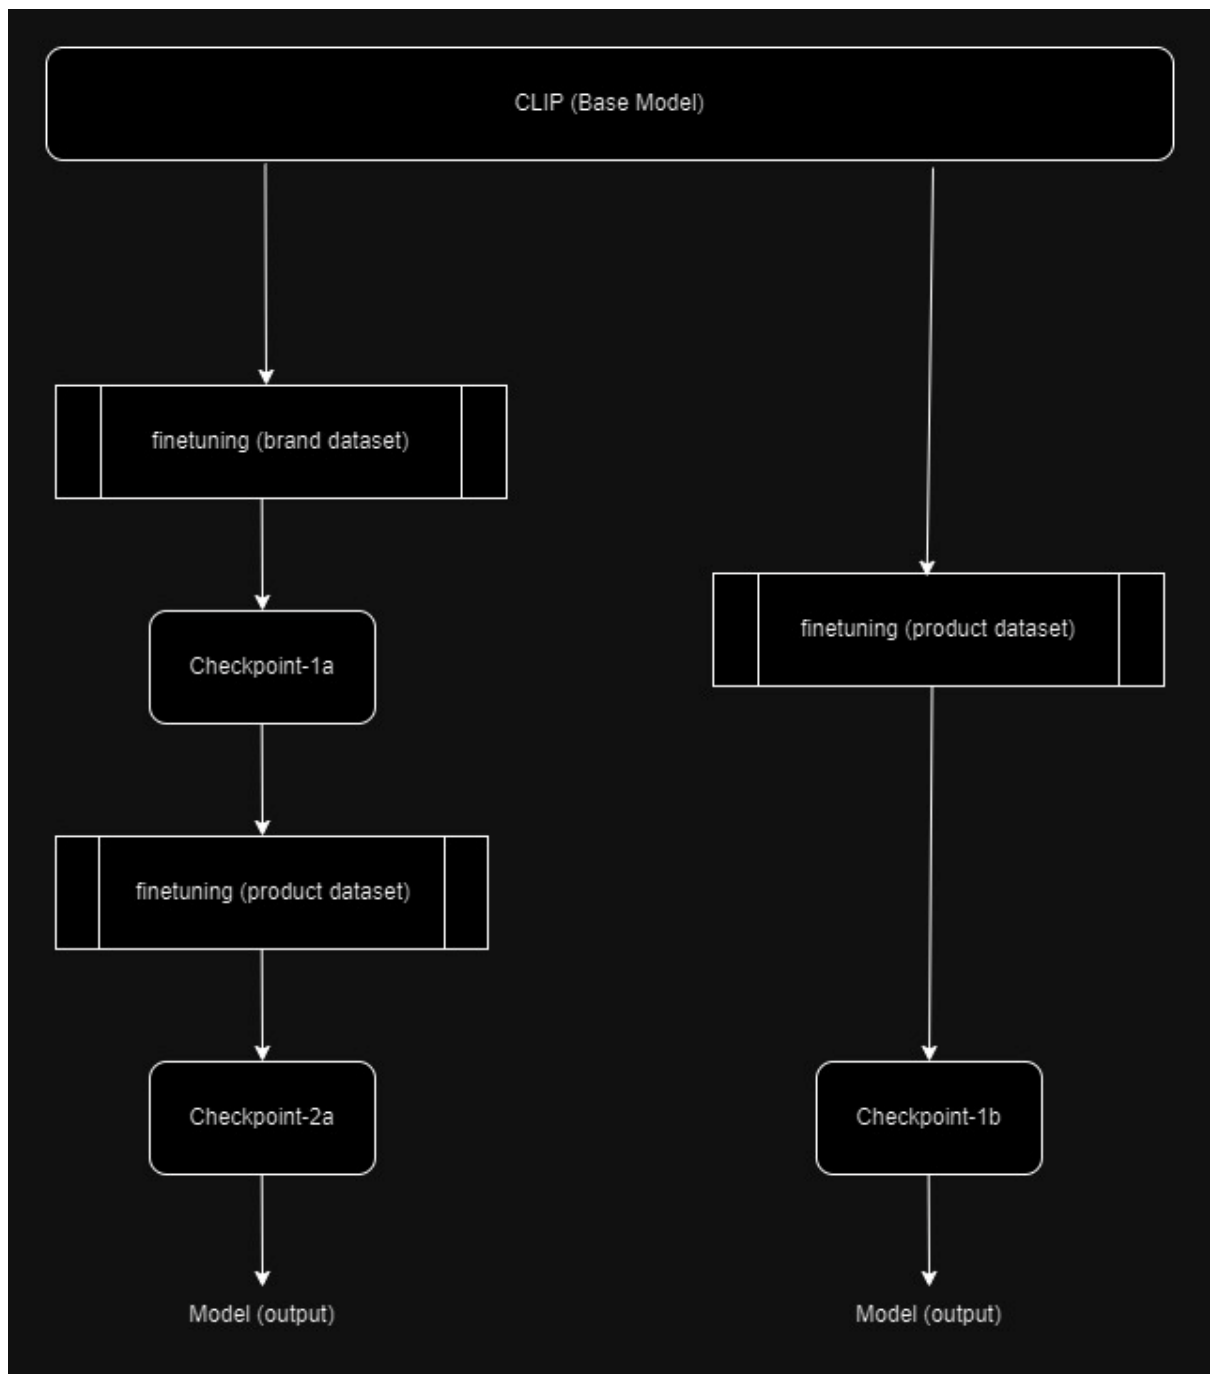 CLIP (Base Model)
finetuning (brand dataset)
Checkpoint-1a
finetuning (product dataset)
Checkpoint-2a
Model (output)
finetuning (product dataset)
Checkpoint-1b
Model (output)